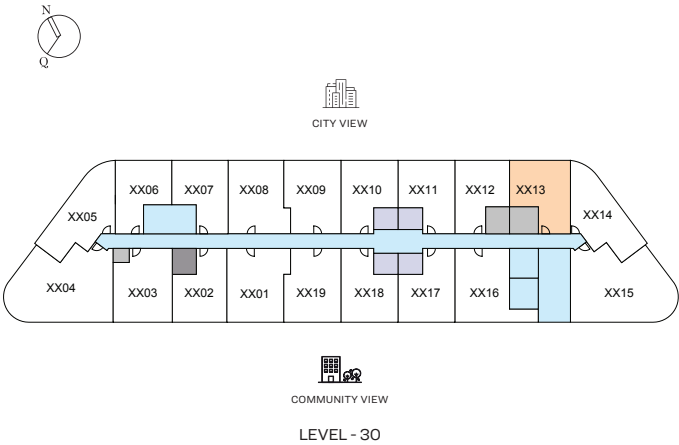 N
Q
CITY VIEW
XX06 XX07 XX08 XX09 XX10 XX11 XX12 XX13
XX05 XX14
XX04 XX03 XX02 XX01 XX19 XX18 XX17 XX16 XX15
COMMUNITY VIEW
LEVEL - 30